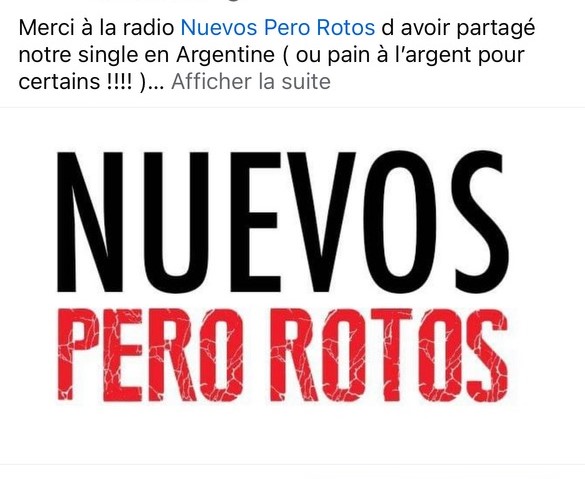 Merci à la radio Nuevos Pero Rotos d avoir partagé
notre single en Argentine ( ou pain à l’argent pour
certains !!!! )... Afficher la suite
NUEVOS
PERO ROTOS